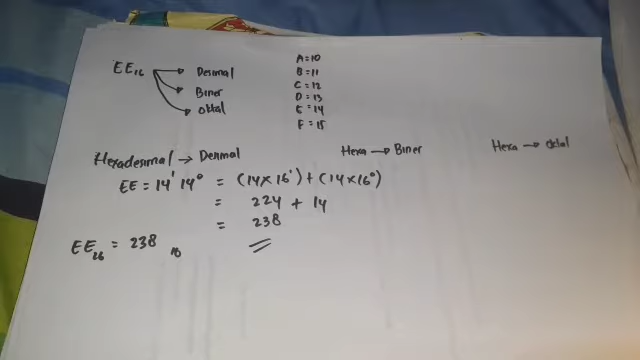 EE₁₆ → Desimal
→ Biner
→ Oktal
A = 10
B = 11
C = 12
D = 13
E = 14
F = 15
Hexadesimal → Desimal
EE = 14¹ 14⁰ = (14 x 16¹) + (14 x 16⁰)
= 224 + 14
= 238
EE₁₆ = 238 ₁₀
Hexa → Biner
Hexa → Oktal